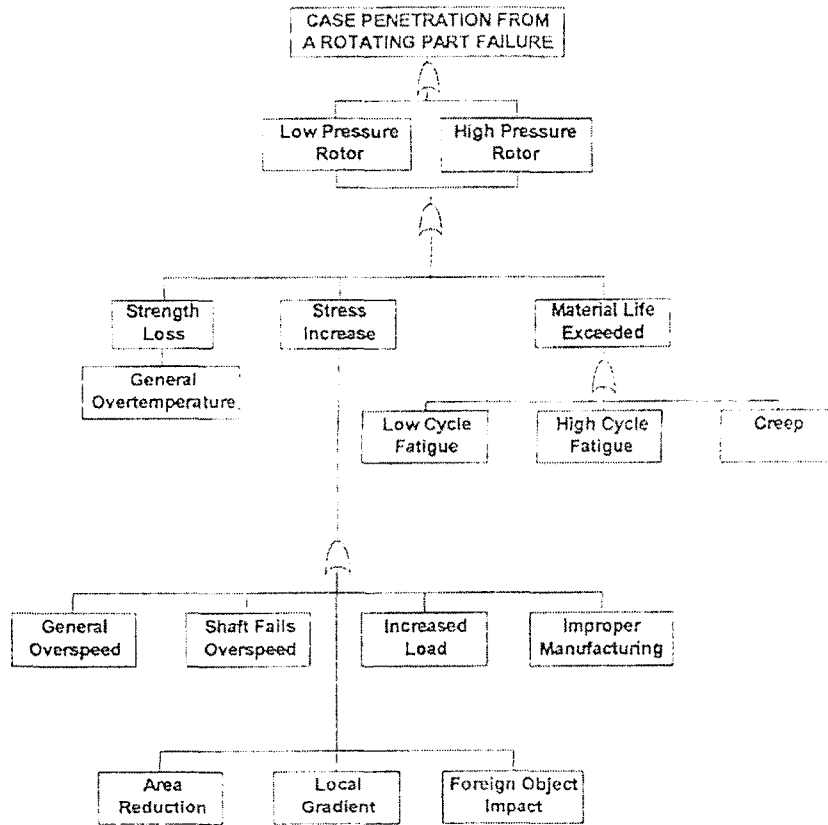 CASE PENETRATION FROM
A ROTATING PART FAILURE
Low Pressure
Rotor
High Pressure
Rotor
Strength
Loss
Stress
Increase
Material Life
Exceeded
General
Overtemperature
Low Cycle
Fatigue
High Cycle
Fatigue
Creep
General
Overspeed
Shaft Fails
Overspeed
Increased
Load
Improper
Manufacturing
Area
Reduction
Local
Gradient
Foreign Object
Impact